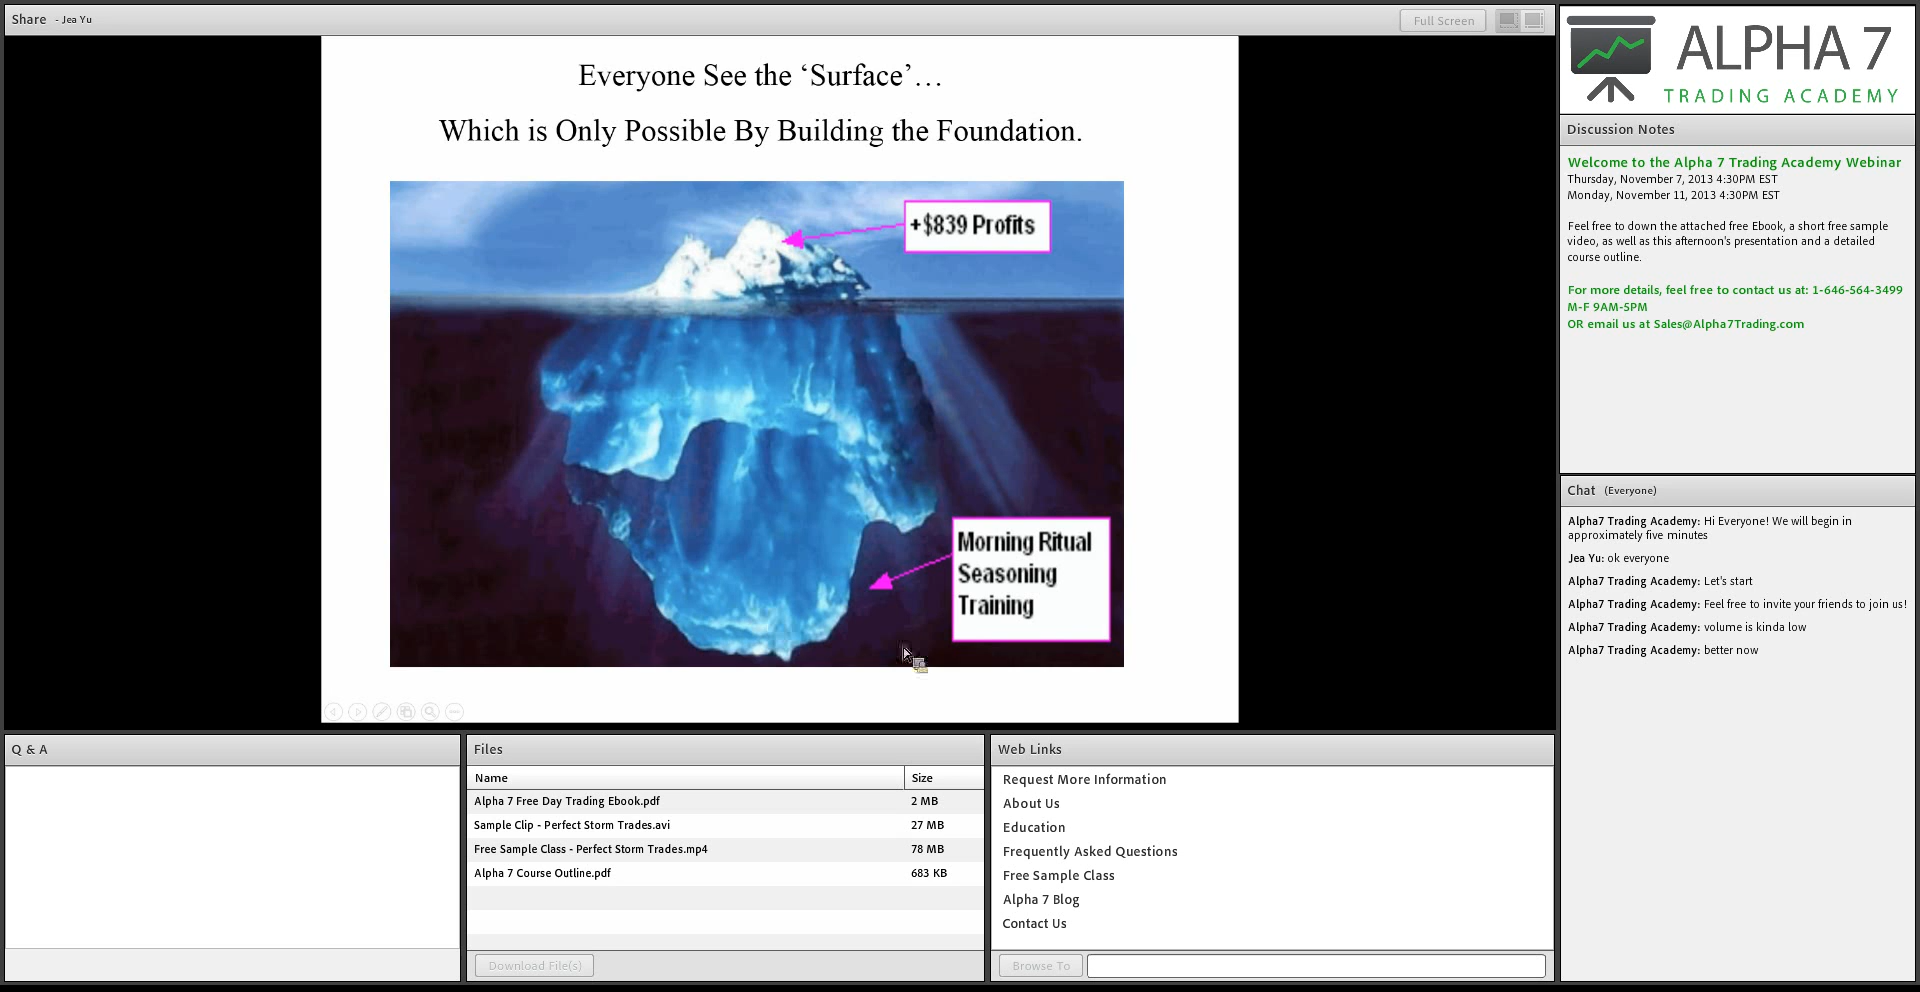 Share - Jea Yu
Full Screen
Everyone See the ‘Surface’…
Which is Only Possible By Building the Foundation.
+$839 Profits
Morning Ritual
Seasoning
Training
ALPHA 7
TRADING ACADEMY
Discussion Notes
Welcome to the Alpha 7 Trading Academy Webinar
Thursday, November 7, 2013 4:30PM EST
Monday, November 11, 2013 4:30PM EST
Feel free to down the attached free Ebook, a short free sample
video, as well as this afternoon's presentation and a detailed
course outline.
For more details, feel free to contact us at: 1-646-564-3499
M-F 9AM-5PM
OR email us at Sales@Alpha7Trading.com
Chat (Everyone)
Alpha7 Trading Academy: Hi Everyone! We will begin in
approximately five minutes
Jea Yu: ok everyone
Alpha7 Trading Academy: Let's start
Alpha7 Trading Academy: Feel free to invite your friends to join us!
Alpha7 Trading Academy: volume is kinda low
Alpha7 Trading Academy: better now
Q & A
Files
Name Size
Alpha 7 Free Day Trading Ebook.pdf 2 MB
Sample Clip - Perfect Storm Trades.avi 27 MB
Free Sample Class - Perfect Storm Trades.mp4 78 MB
Alpha 7 Course Outline.pdf 683 KB
Download File(s)
Web Links
Request More Information
About Us
Education
Frequently Asked Questions
Free Sample Class
Alpha 7 Blog
Contact Us
Browse To